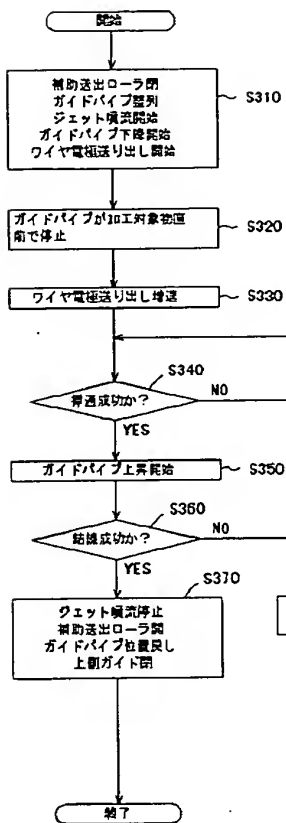 開始
補助送出ローラ閉
ガイドパイプ整列
ジェット噴流開始
ガイドパイプ下降開始
ワイヤ電極送り出し開始
S310
ガイドパイプが加工対象物直
前で停止
S320
ワイヤ電極送り出し増速
S330
S340
挿通成功か?
NO
YES
ガイドパイプ上昇開始
S350
S360
結線成功か?
NO
YES
S370
ジェット噴流停止
補助送出ローラ開
ガイドパイプ位置戻し
上側ガイド閉
終了